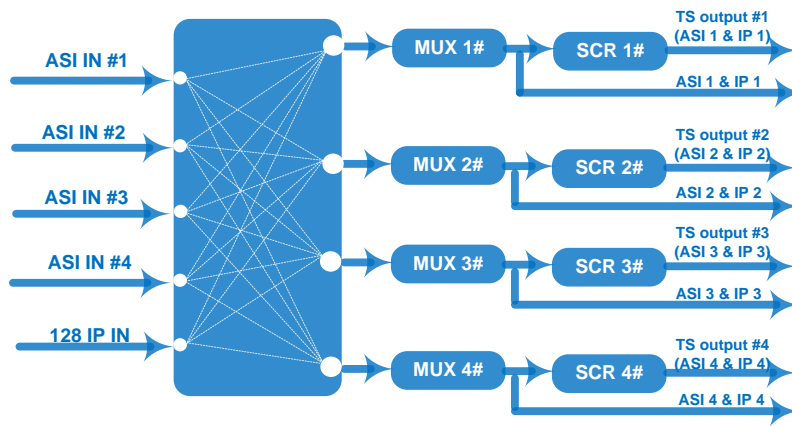 ASI IN #1
ASI IN #2
ASI IN #3
ASI IN #4
128 IP IN
MUX 1#
SCR 1#
TS output #1
(ASI 1 & IP 1)
ASI 1 & IP 1
MUX 2#
SCR 2#
TS output #2
(ASI 2 & IP 2)
ASI 2 & IP 2
MUX 3#
SCR 3#
TS output #3
(ASI 3 & IP 3)
ASI 3 & IP 3
MUX 4#
SCR 4#
TS output #4
(ASI 4 & IP 4)
ASI 4 & IP 4